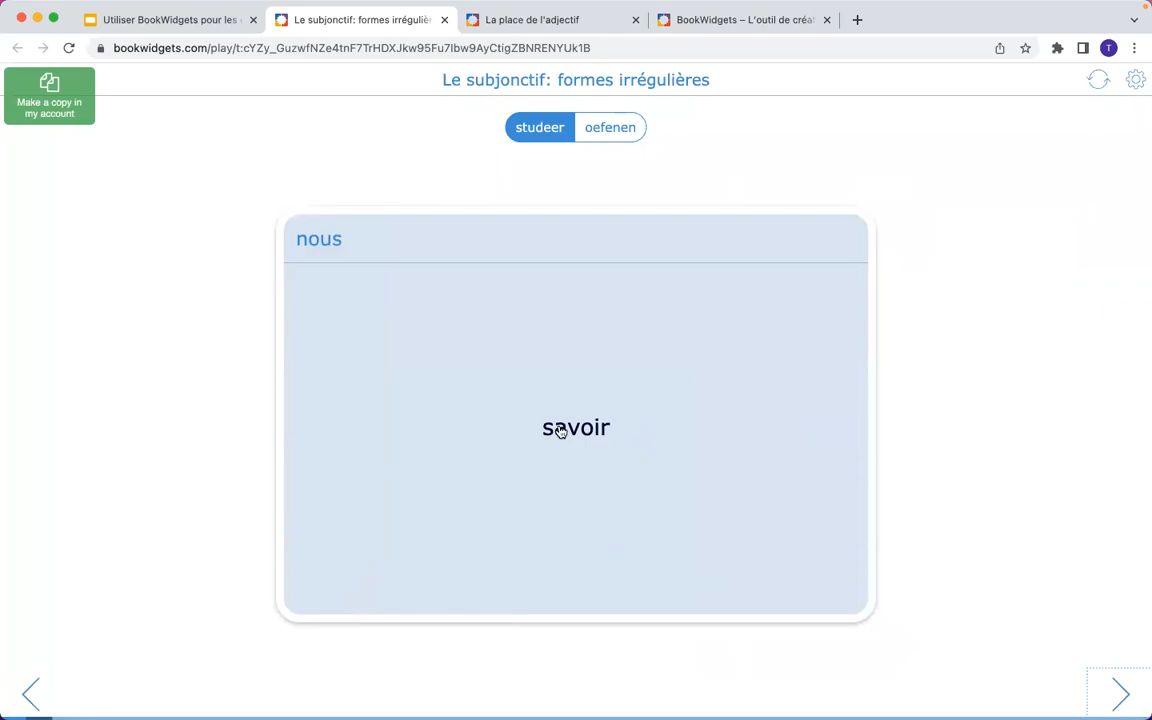 Utiliser BookWidgets pour les
Le subjonctif: formes irréguliè
La place de l'adjectif
BookWidgets – L'outil de créa
bookwidgets.com/play/t:cYZy_GuzwfNZe4tnF7TrHDXJkw95Fu7Ibw9AyCtigZBNRENYUk1B
T
Make a copy in
my account
Le subjonctif: formes irrégulières
studeer
oefenen
nous
savoir